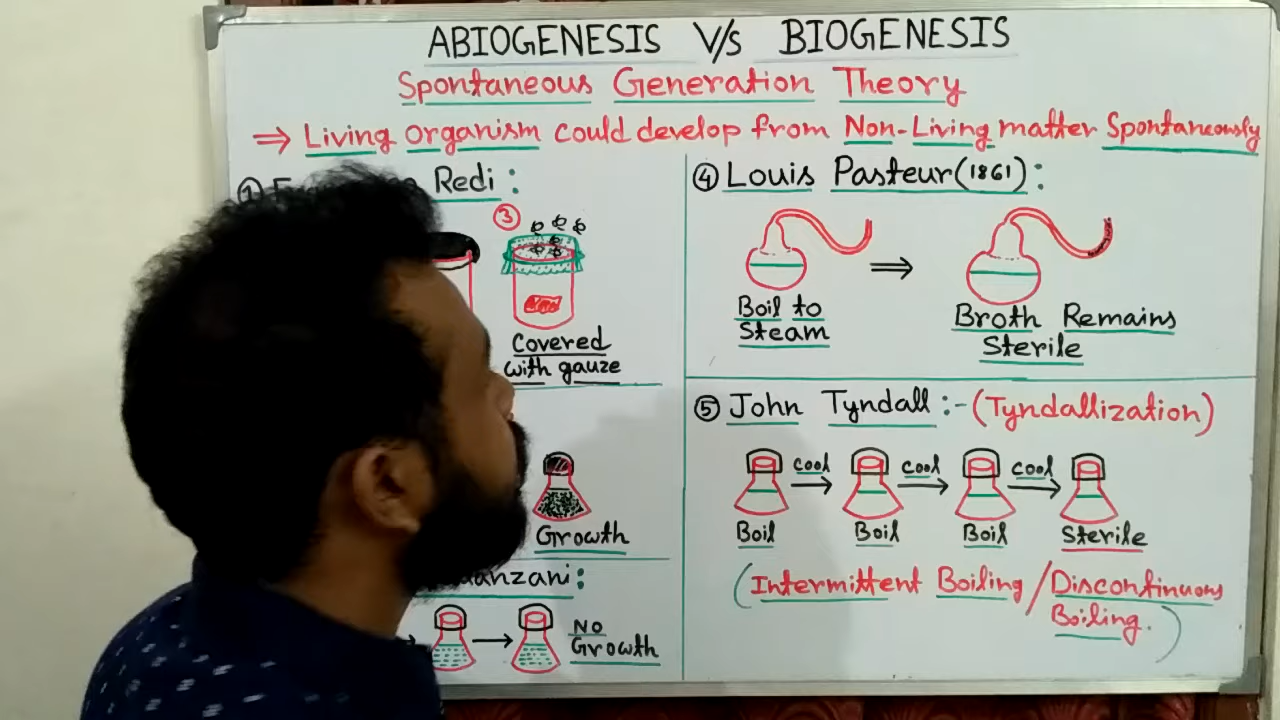 ABIOGENESIS V/s BIOGENESIS
Spontaneous Generation Theory
⇒ Living organism could develop from Non-Living matter Spontaneously
① Redi :
③
Covered
with gauze
Growth
anzani:
NO
Growth
④ Louis Pasteur(1861):
⇒
Boil to
Steam
Broth Remains
Sterile
⑤ John Tyndall :- (Tyndallization)
cool → cool → cool →
Boil Boil Boil Sterile
(Intermittent Boiling / Discontinuous
Boiling.)